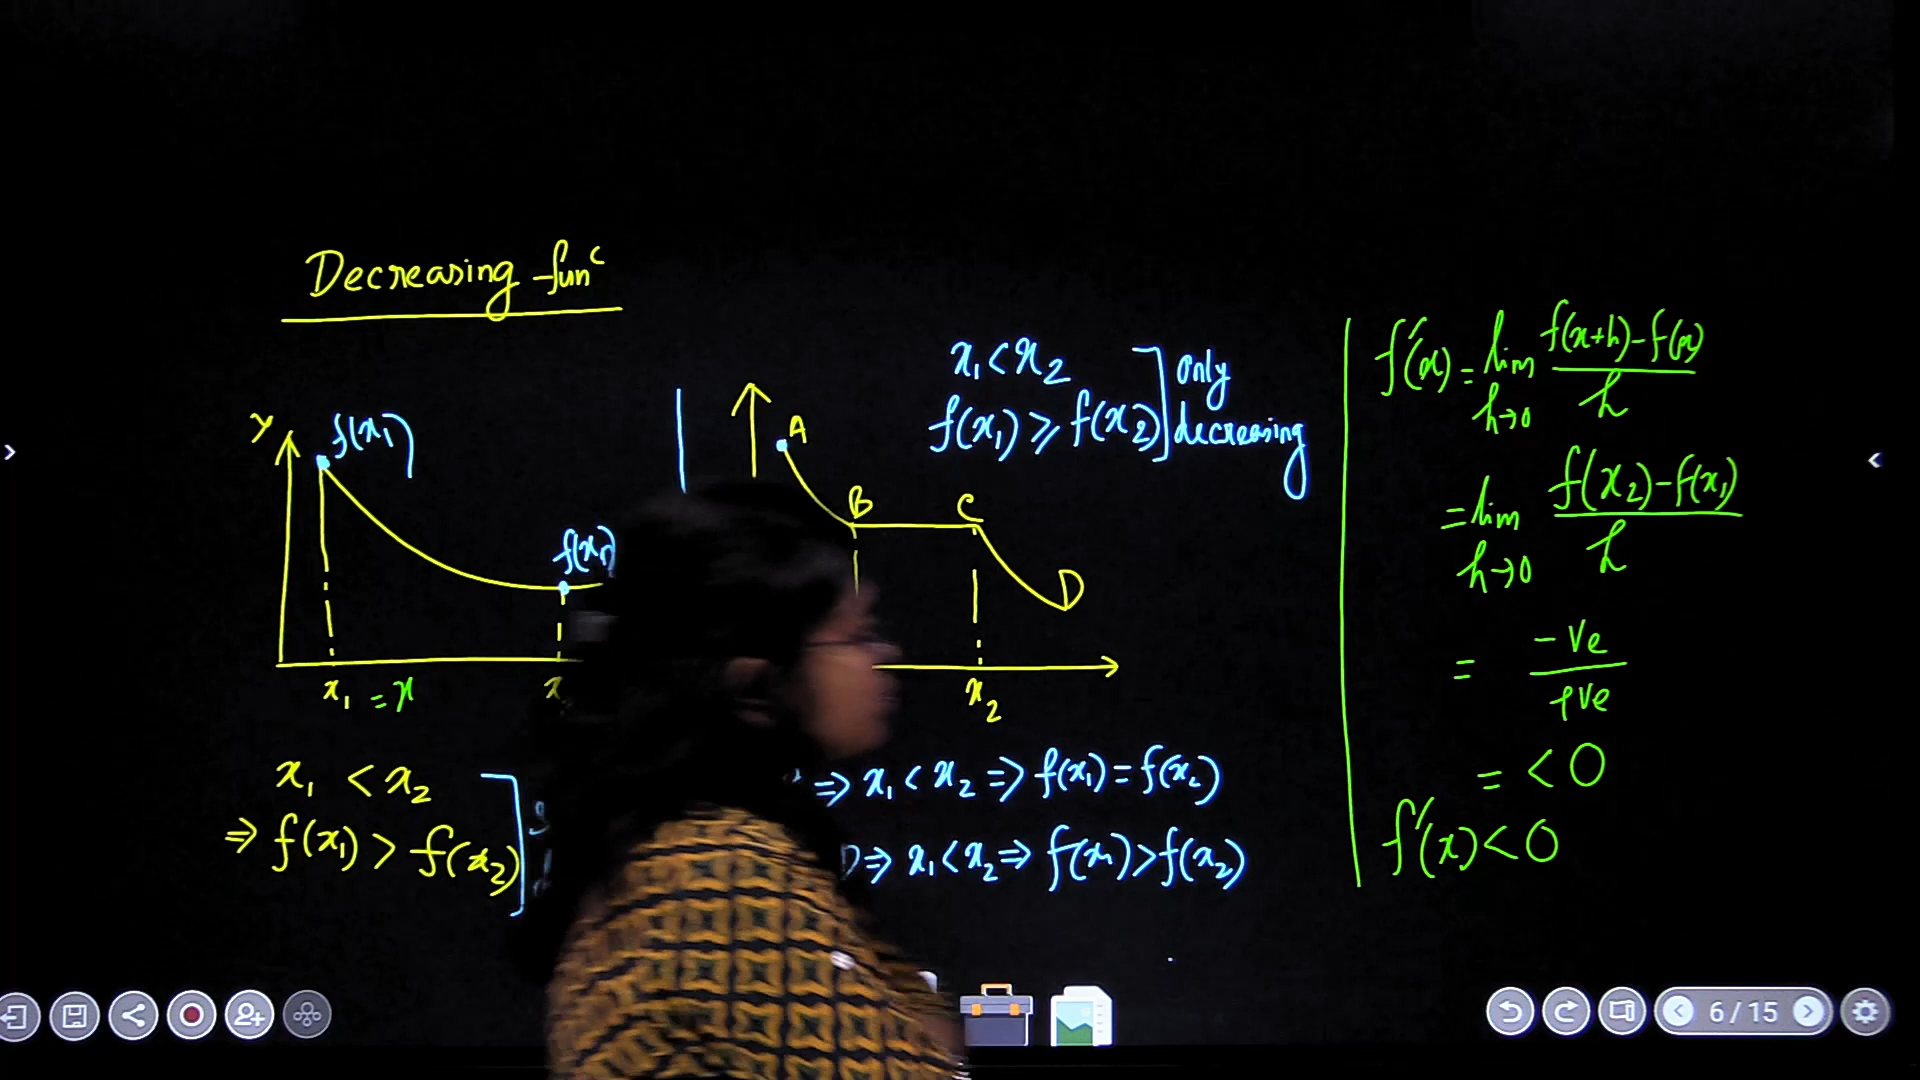 Decreasing funᶜ
y
f(x₁)
f(x₁)
x₁ = x
x
x₁ < x₂
⇒ f(x₁) > f(x₂)
A
B
C
D
x₂
x₁ < x₂
f(x₁) ⩾ f(x₂)
only
decreasing
⇒ x₁ < x₂ ⇒ f(x₁) = f(x₂)
D ⇒ x₁ < x₂ ⇒ f(x₁) > f(x₂)
f'(x) = lim h→0 f(x+h) - f(x) / h
= lim h→0 f(x₂) - f(x₁) / h
= -ve / +ve
= < 0
f'(x) < 0
6 / 15